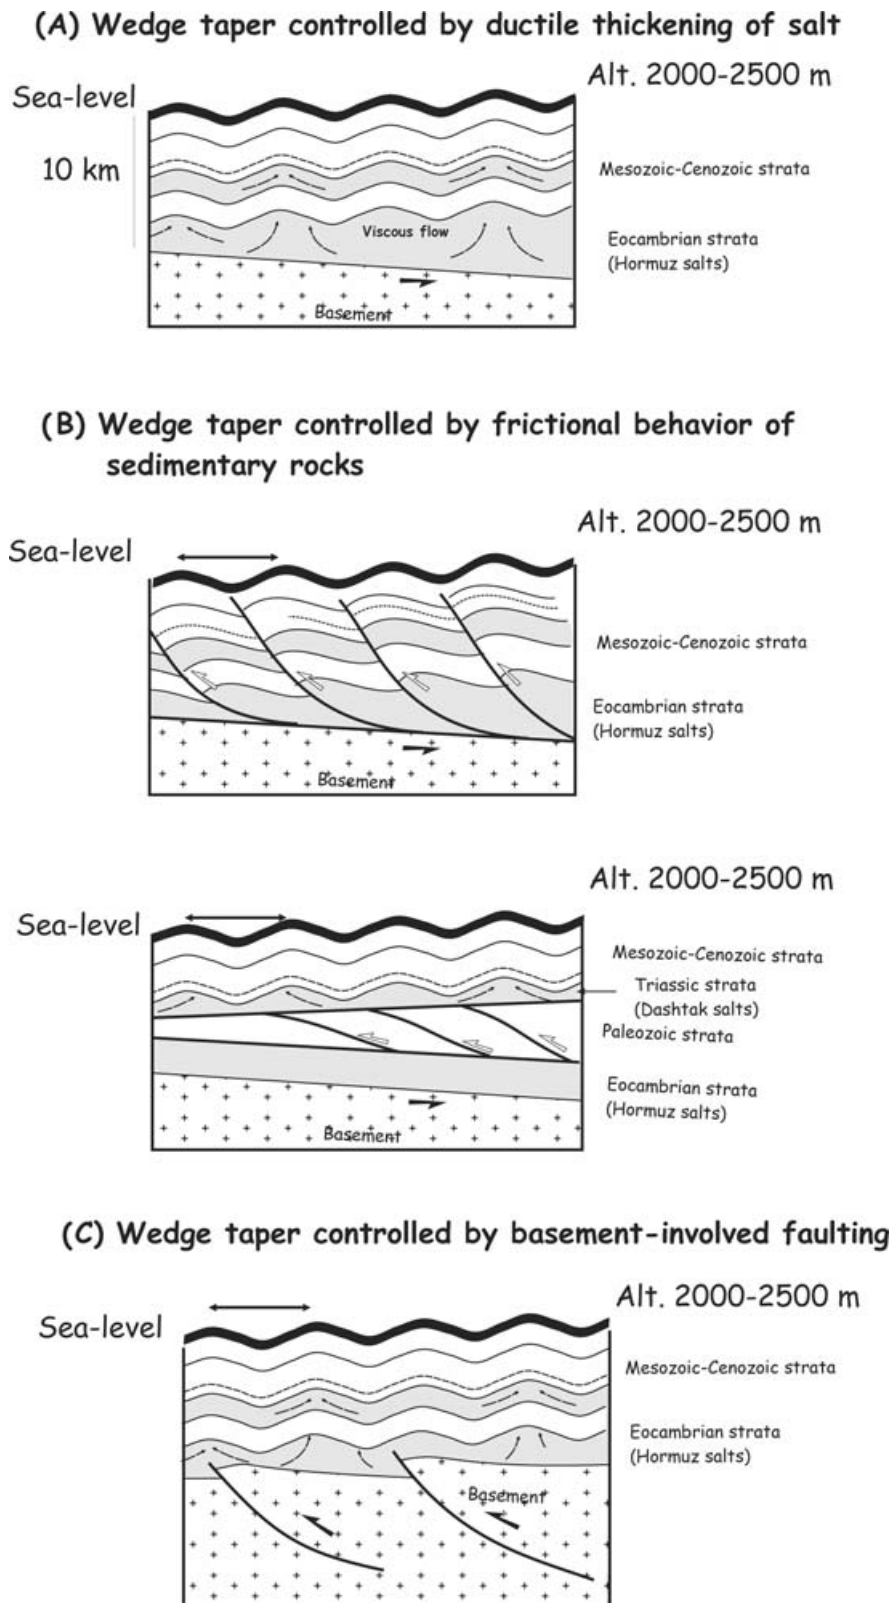 (A) Wedge taper controlled by ductile thickening of salt
Alt. 2000-2500 m
Sea-level
10 km
Mesozoic-Cenozoic strata
Viscous flow
Eocambrian strata
(Hormuz salts)
Basement
(B) Wedge taper controlled by frictional behavior of
sedimentary rocks
Alt. 2000-2500 m
Sea-level
Mesozoic-Cenozoic strata
Eocambrian strata
(Hormuz salts)
Basement
Alt. 2000-2500 m
Sea-level
Mesozoic-Cenozoic strata
Triassic strata
(Dashtak salts)
Paleozoic strata
Eocambrian strata
(Hormuz salts)
Basement
(C) Wedge taper controlled by basement-involved faulting
Alt. 2000-2500 m
Sea-level
Mesozoic-Cenozoic strata
Eocambrian strata
(Hormuz salts)
Basement